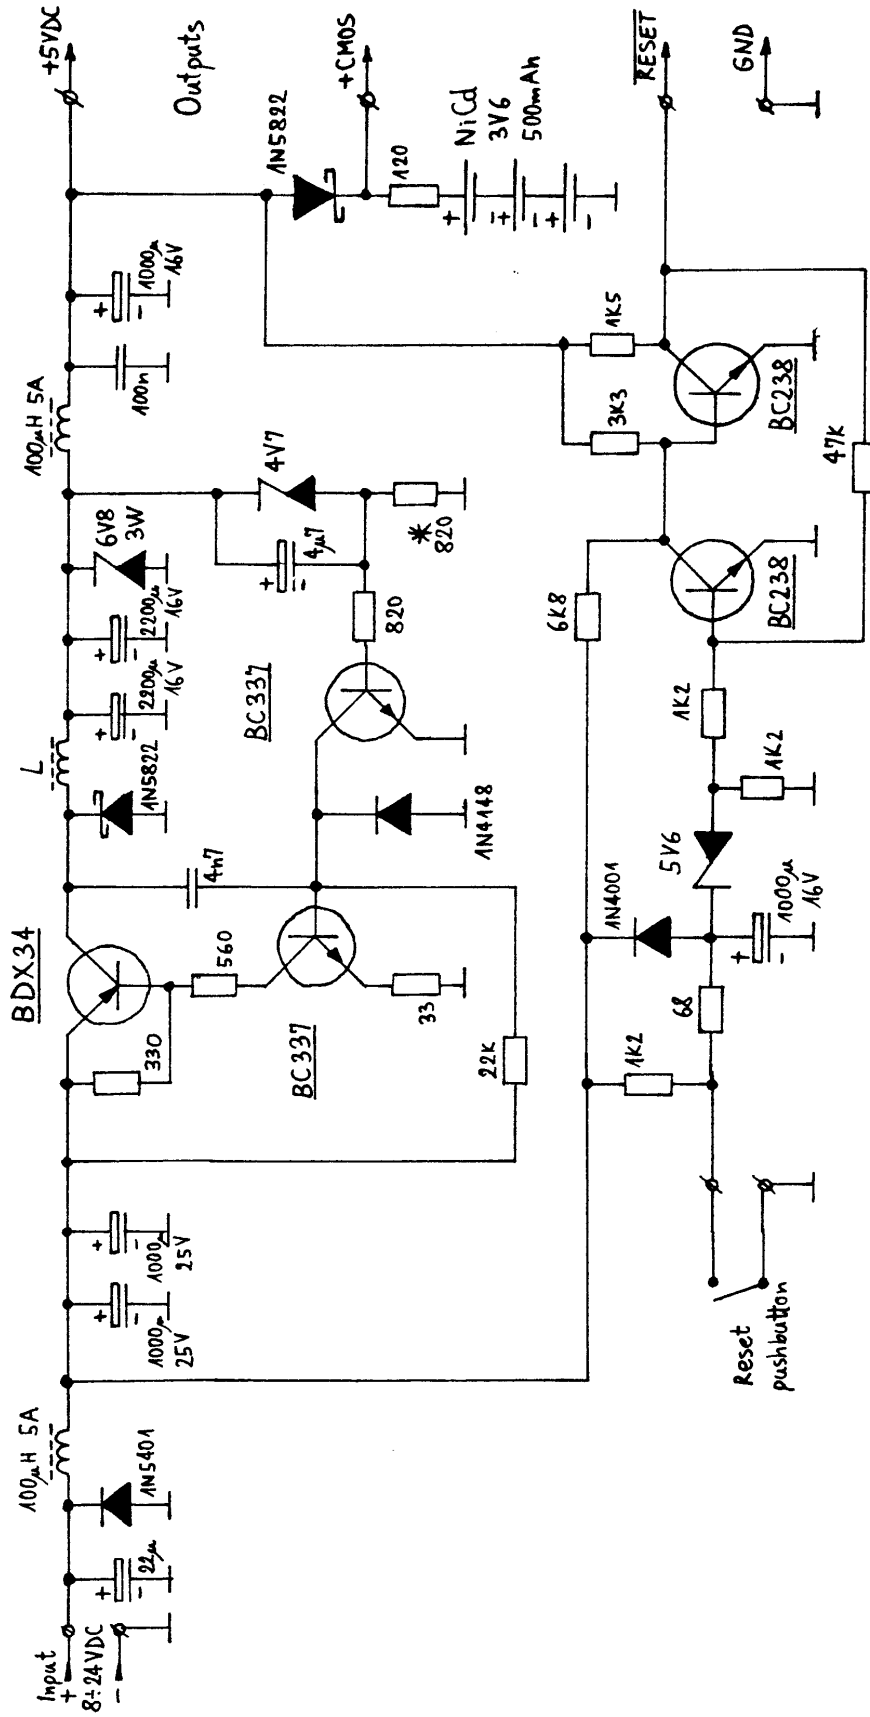 Input
+
8÷24VDC
-
+
-
22µ
1N5401
100µH 5A
+
-
1000µ
25V
+
-
1000µ
25V
330
BDX34
560
BC337
33
22K
4n7
1N5822
L
+
-
2200µ
16V
+
-
2200µ
16V
6V8
3W
1N4148
BC337
820
+
-
4µ7
4V7
*
820
100µH 5A
100n
+
-
1000µ
16V
+5VDC
Outputs
1N5822
+CMOS
120
+
-
+
-
+
-
NiCd
3V6
500mAh
RESET
GND
Reset
pushbutton
1K2
68
1N4001
+
-
1000µ
16V
5V6
1K2
1K2
6K8
BC238
3K3
1K5
BC238
47K